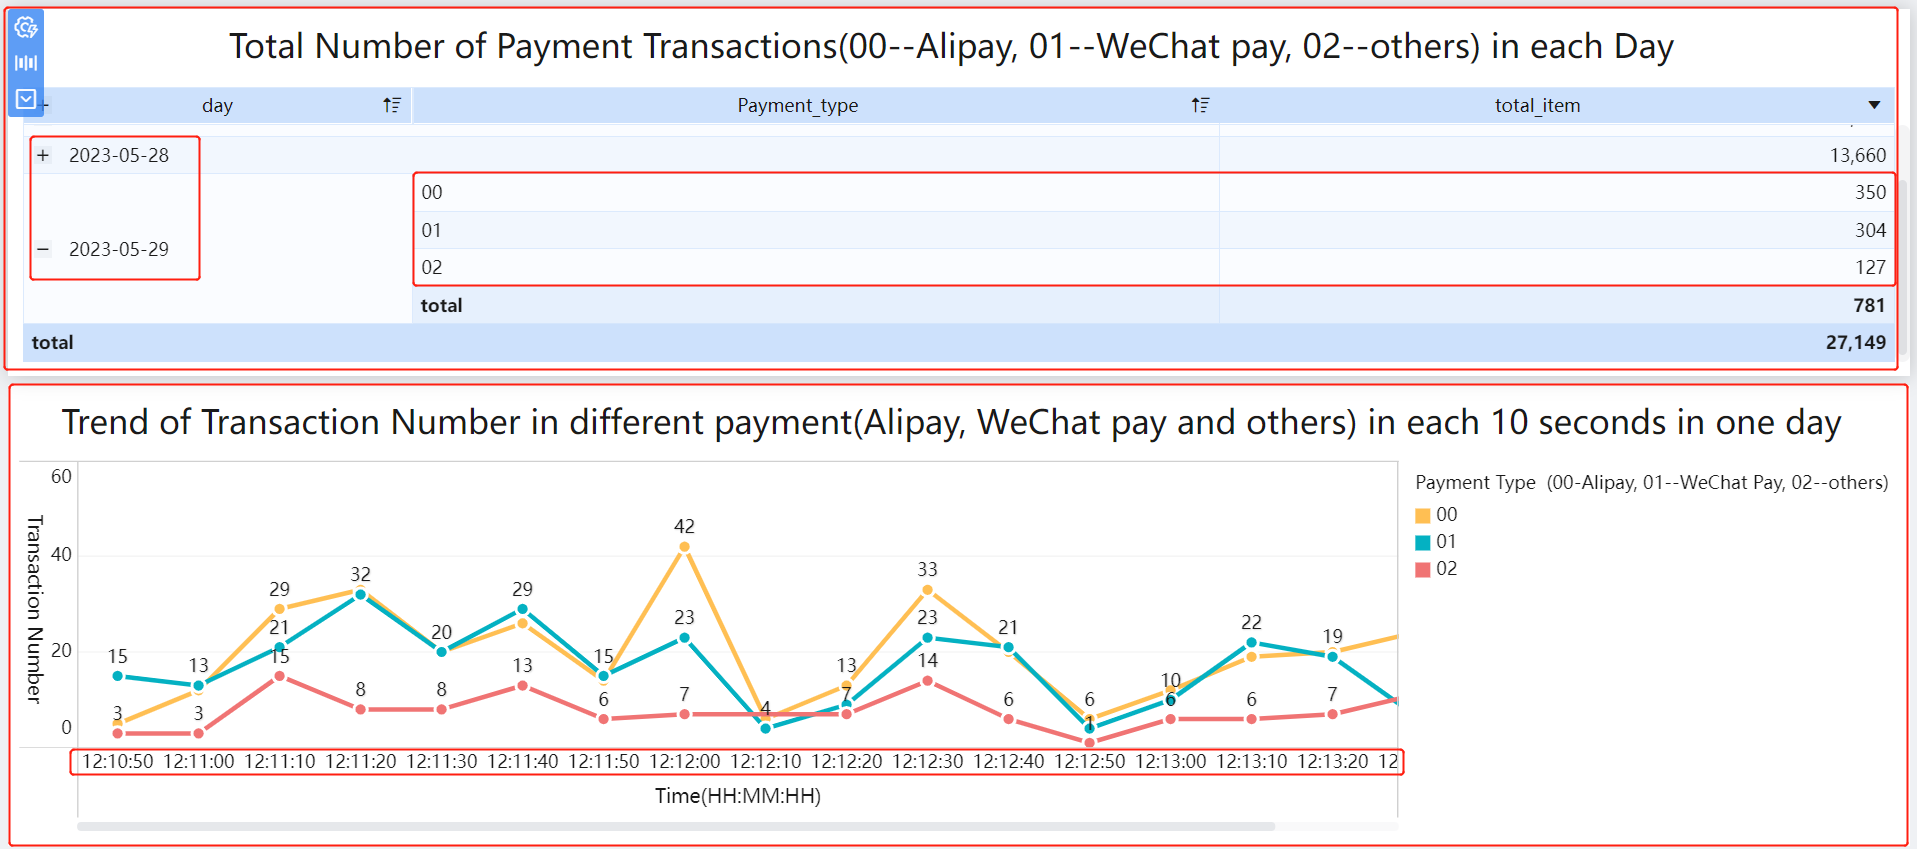 Total Number of Payment Transactions(00--Alipay, 01--WeChat pay, 02--others) in each Day
day Payment_type total_item
+ 2023-05-28 13,660
00 350
01 304
− 2023-05-29
02 127
total 781
total 27,149
Trend of Transaction Number in different payment(Alipay, WeChat pay and others) in each 10 seconds in one day
Payment Type (00-Alipay, 01--WeChat Pay, 02--others)
00
01
02
Transaction Number
60
40
20
0
15 13 29 32 20 29 15 42 4 13 33 21 6 10 22 19
21 23 7 23 1
3 3 15 8 8 13 6 7 14 6 6 6 7
12:10:50 12:11:00 12:11:10 12:11:20 12:11:30 12:11:40 12:11:50 12:12:00 12:12:10 12:12:20 12:12:30 12:12:40 12:12:50 12:13:00 12:13:10 12:13:20 12
Time(HH:MM:HH)